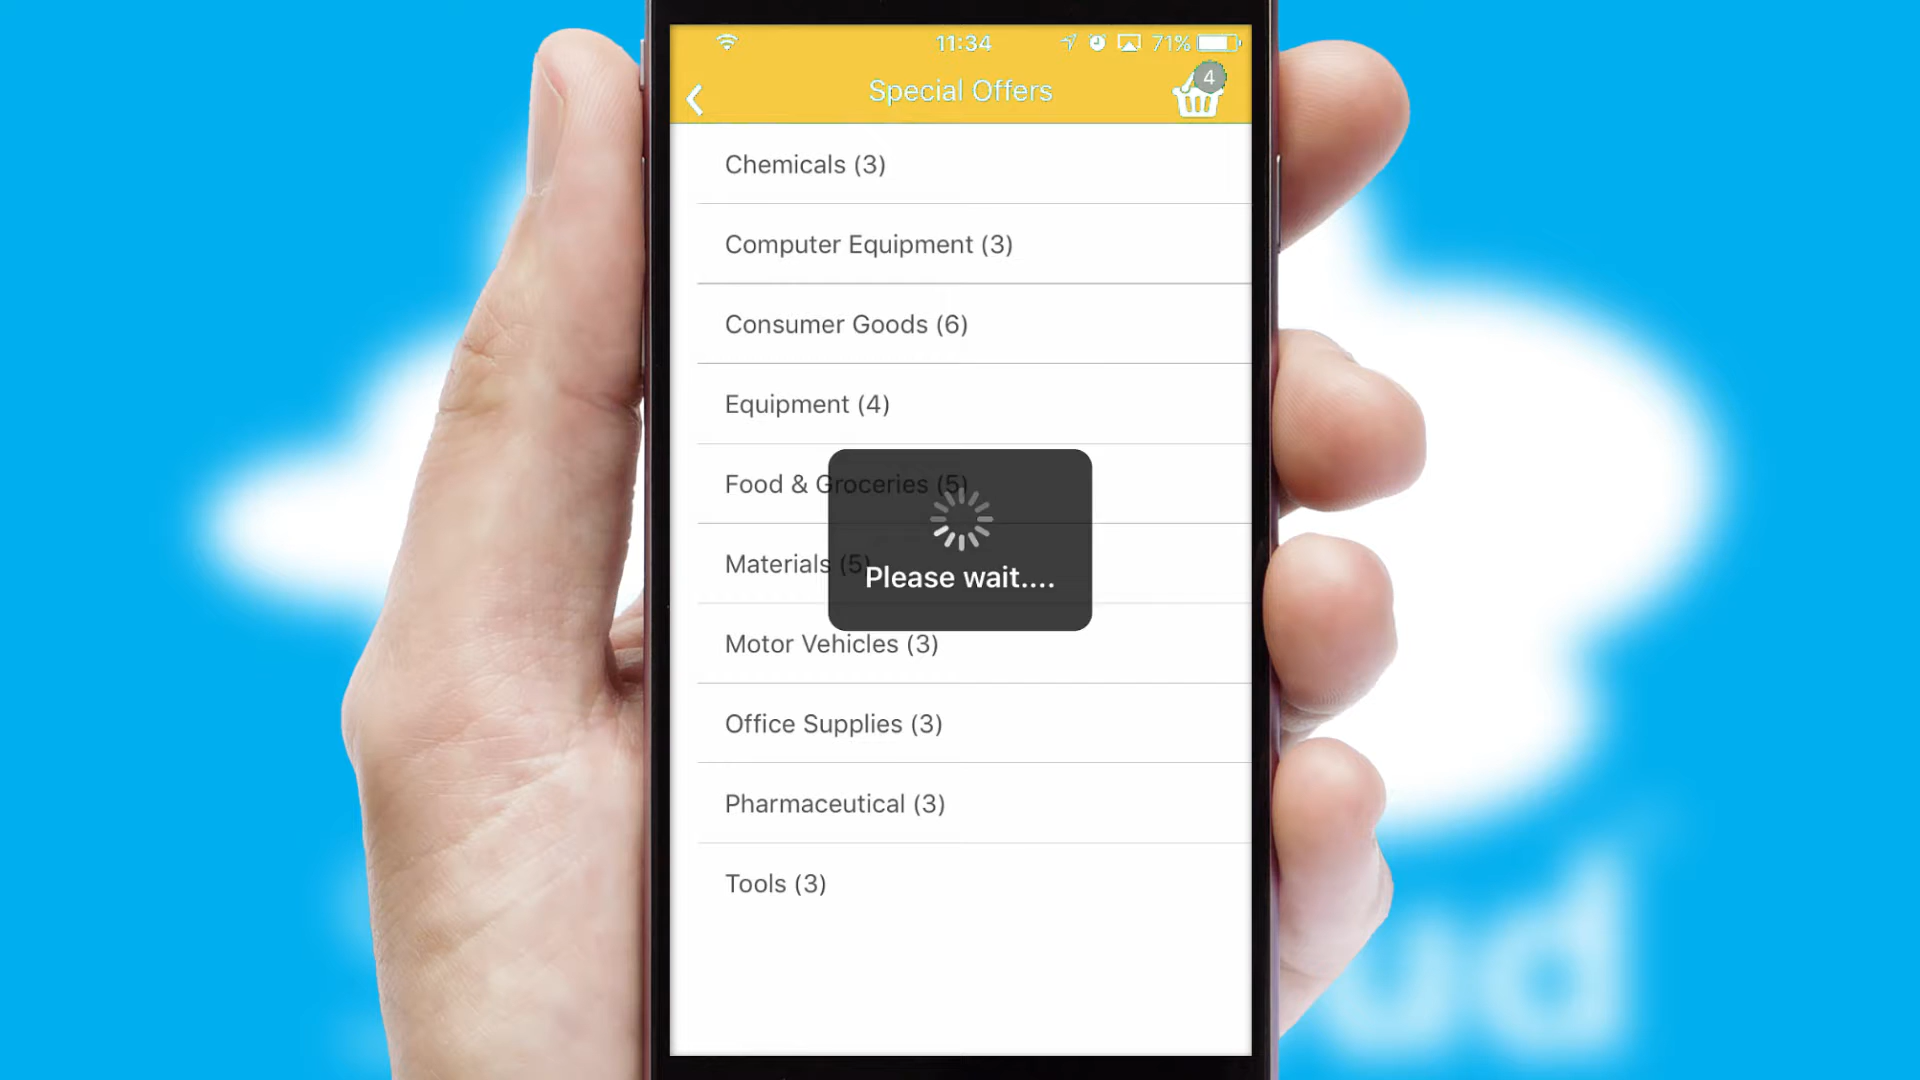 11:34
71%
Special Offers
4
Chemicals (3)
Computer Equipment (3)
Consumer Goods (6)
Equipment (4)
Food & Groceries (5)
Materials (5)
Please wait....
Motor Vehicles (3)
Office Supplies (3)
Pharmaceutical (3)
Tools (3)
ud